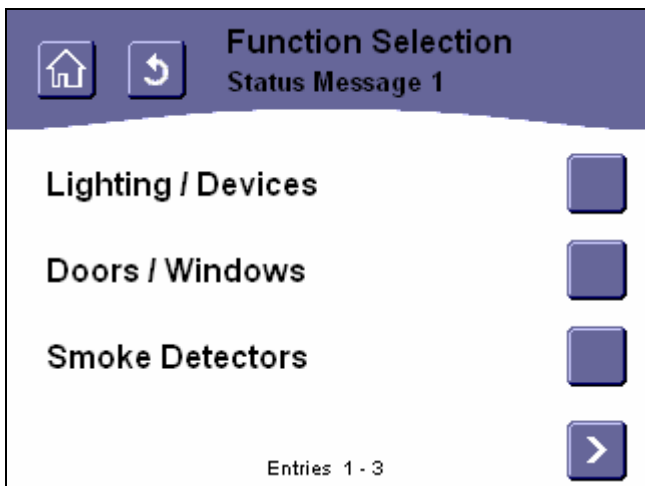 Function Selection
Status Message 1
Lighting / Devices
Doors / Windows
Smoke Detectors
Entries 1 - 3